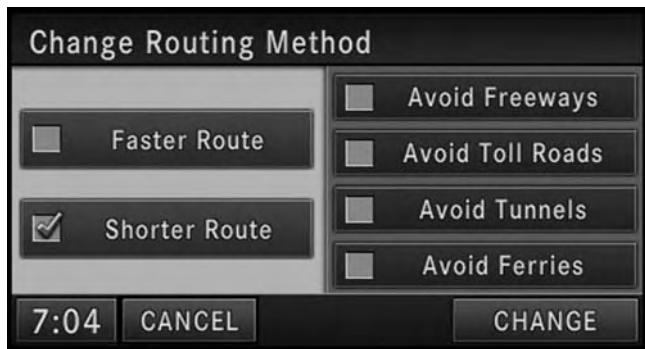 Change Routing Method
Faster Route
Shorter Route
Avoid Freeways
Avoid Toll Roads
Avoid Tunnels
Avoid Ferries
7:04
CANCEL
CHANGE